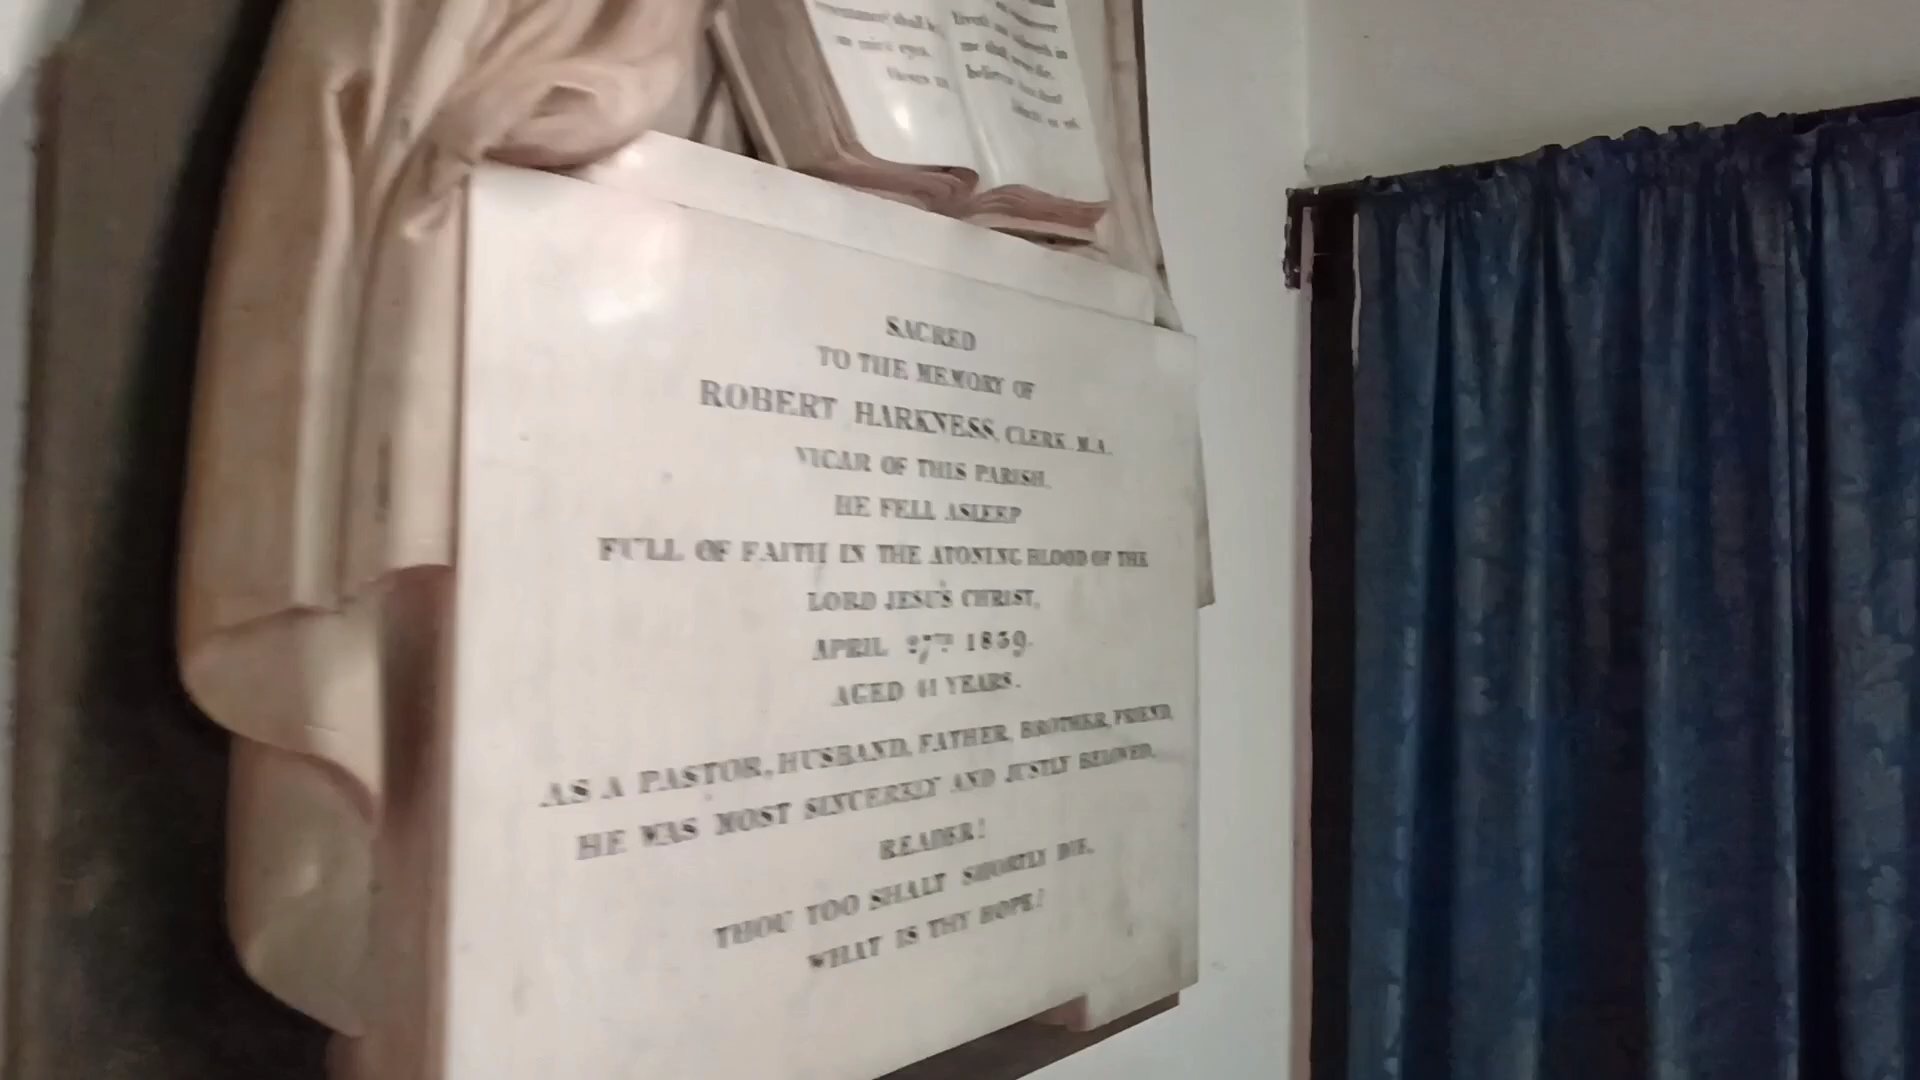 SACRED
TO THE MEMORY OF
ROBERT HARKNESS, CLERK. M.A.
VICAR OF THIS PARISH.
HE FELL ASLEEP
FULL OF FAITH IN THE ATONING BLOOD OF THE
LORD JESUS CHRIST,
APRIL 27TH 1839.
AGED 41 YEARS.
AS A PASTOR, HUSBAND, FATHER, BROTHER, FRIEND,
HE WAS MOST SINCERELY AND JUSTLY BELOVED.
READER!
THOU TOO SHALT SHORTLY DIE.
WHAT IS THY HOPE!